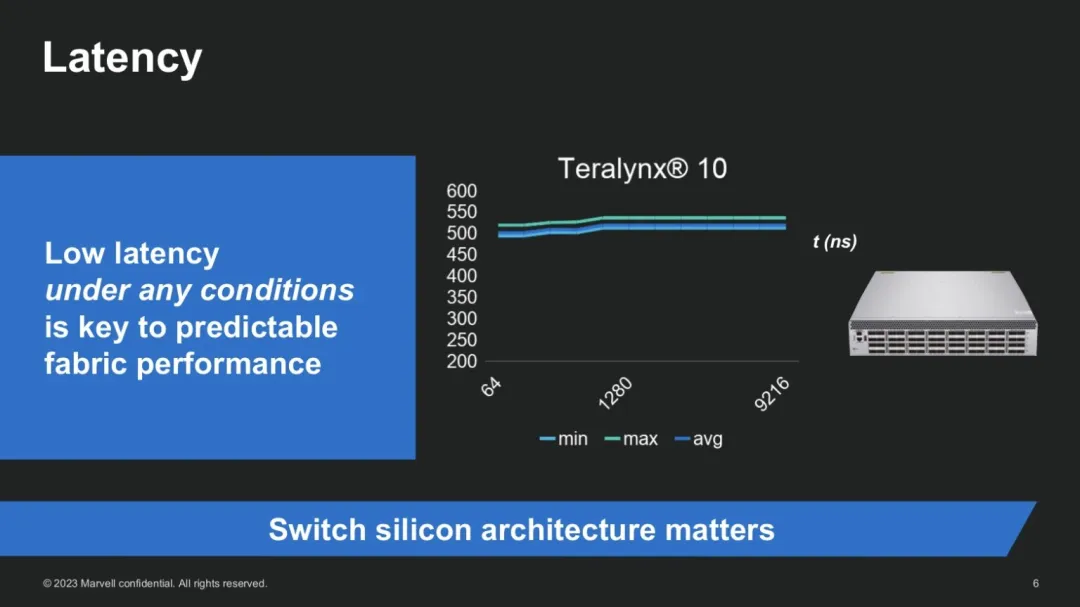 Latency
Low latency
under any conditions
is key to predictable
fabric performance
Teralynx® 10
600
550
500
450
400
350
300
250
200
64
1280
9216
t (ns)
min max avg
Switch silicon architecture matters
© 2023 Marvell confidential. All rights reserved.
6